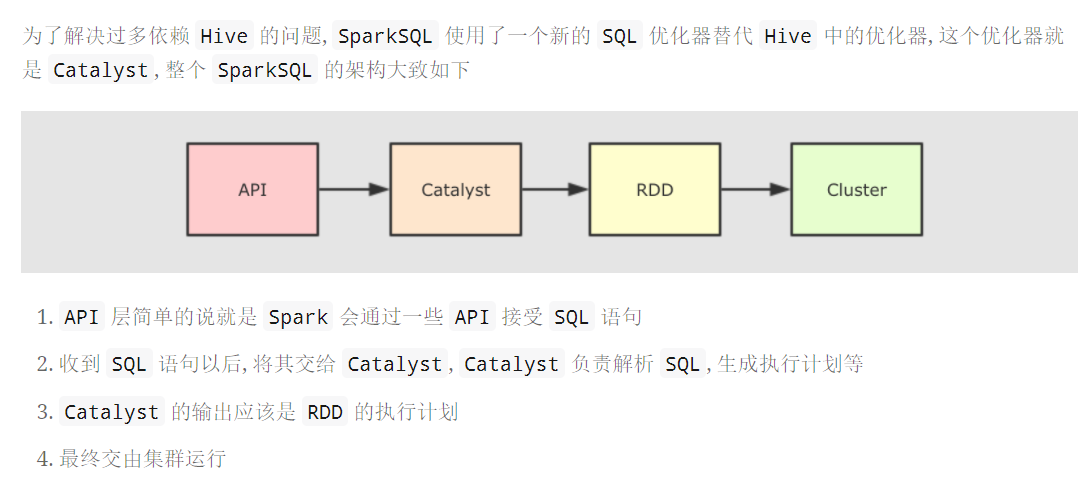 为了解决过多依赖 Hive 的问题, SparkSQL 使用了一个新的 SQL 优化器替代 Hive 中的优化器, 这个优化器就
是 Catalyst, 整个 SparkSQL 的架构大致如下
API
Catalyst
RDD
Cluster
1. API 层简单的说就是 Spark 会通过一些 API 接受 SQL 语句
2. 收到 SQL 语句以后, 将其交给 Catalyst, Catalyst 负责解析 SQL, 生成执行计划等
3. Catalyst 的输出应该是 RDD 的执行计划
4. 最终交由集群运行